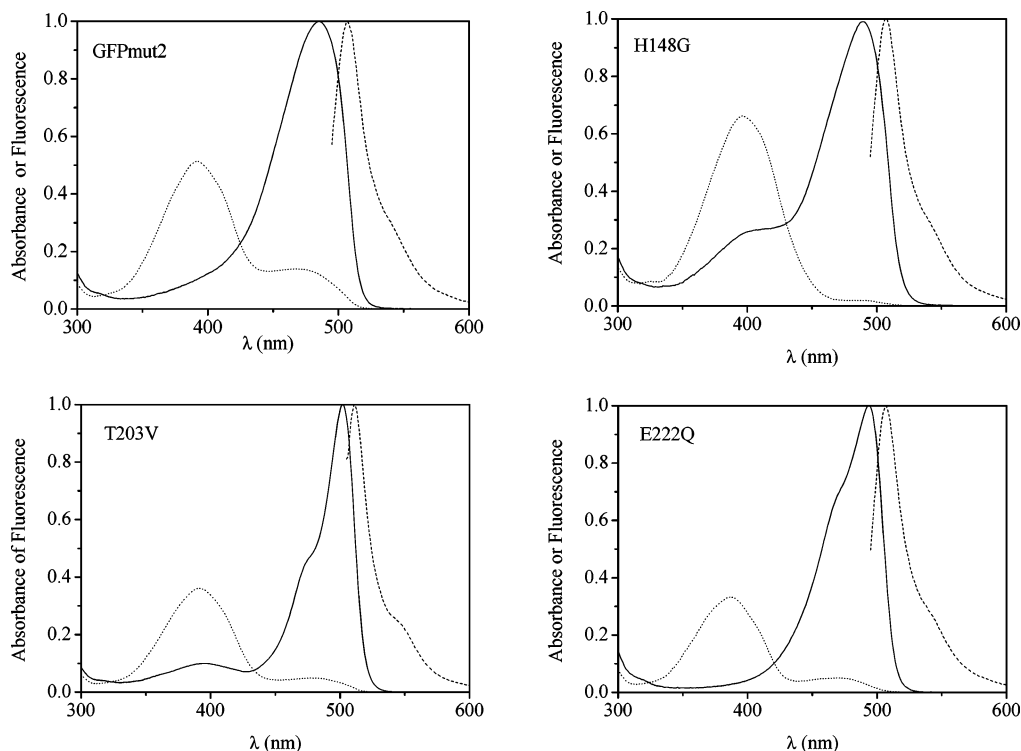 GFPmut2
Absorbance or Fluorescence
1.0
0.8
0.6
0.4
0.2
0.0
300 400 500 600
λ (nm)
H148G
Absorbance or Fluorescence
1.0
0.8
0.6
0.4
0.2
0.0
300 400 500 600
λ (nm)
T203V
Absorbance of Fluorescence
1.0
0.8
0.6
0.4
0.2
0.0
300 400 500 600
λ (nm)
E222Q
Absorbance or Fluorescence
1.0
0.8
0.6
0.4
0.2
0.0
300 400 500 600
λ (nm)